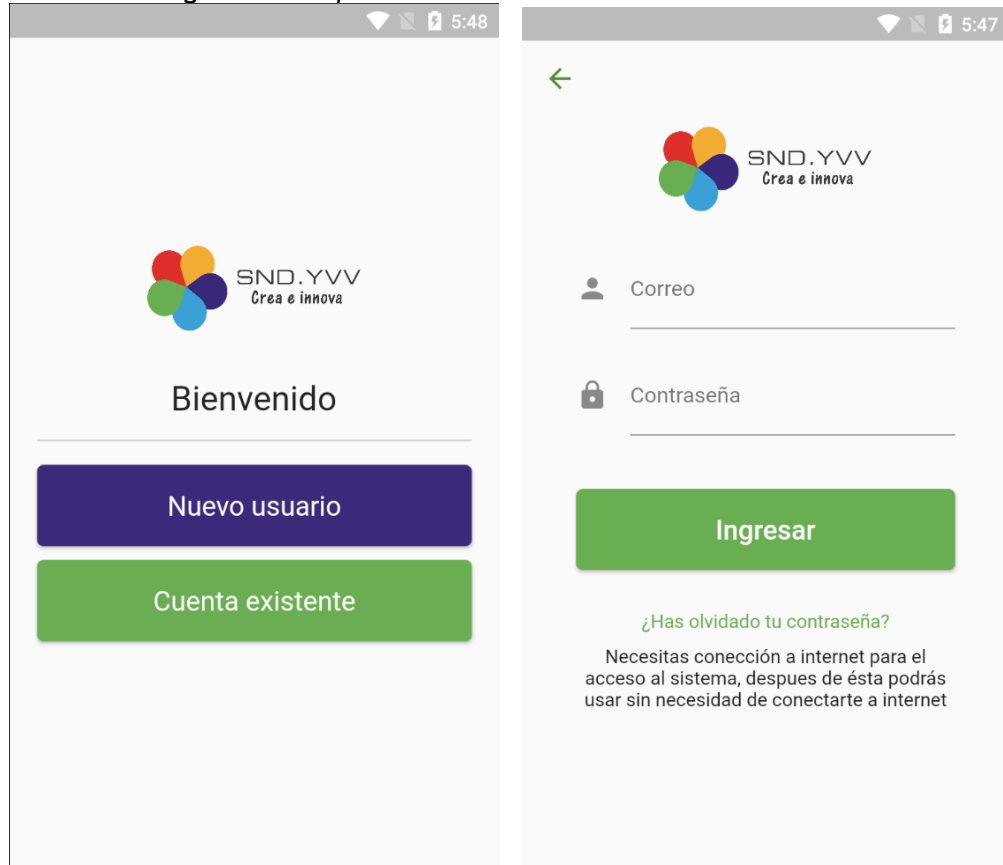 5:48
SND.YVV
Crea e innova
Bienvenido
Nuevo usuario
Cuenta existente
5:47
SND.YVV
Crea e innova
Correo
Contraseña
Ingresar
¿Has olvidado tu contraseña?
Necesitas conección a internet para el
acceso al sistema, despues de ésta podrás
usar sin necesidad de conectarte a internet